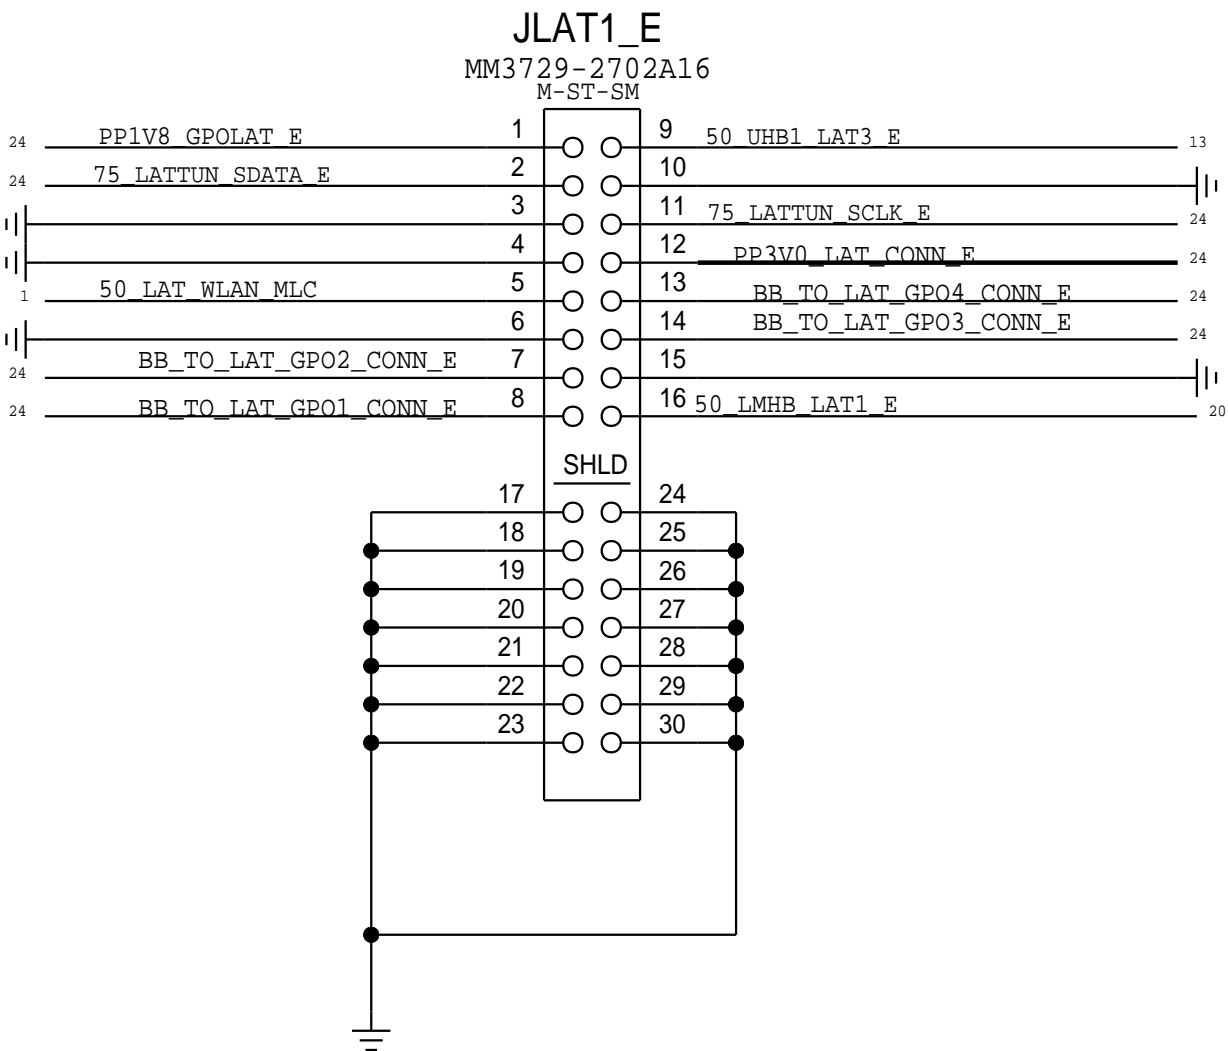 JLAT1_E
MM3729-2702A16
M-ST-SM
24 PP1V8_GPOLAT_E 1 9 50_UHB1_LAT3_E 13
24 75_LATTUN_SDATA_E 2 10
3 11 75_LATTUN_SCLK_E 24
4 12 PP3V0_LAT_CONN_E 24
1 50_LAT_WLAN_MLC 5 13 BB_TO_LAT_GPO4_CONN_E 24
6 14 BB_TO_LAT_GPO3_CONN_E 24
24 BB_TO_LAT_GPO2_CONN_E 7 15
24 BB_TO_LAT_GPO1_CONN_E 8 16 50_LMHB_LAT1_E 20
SHLD
17 24
18 25
19 26
20 27
21 28
22 29
23 30